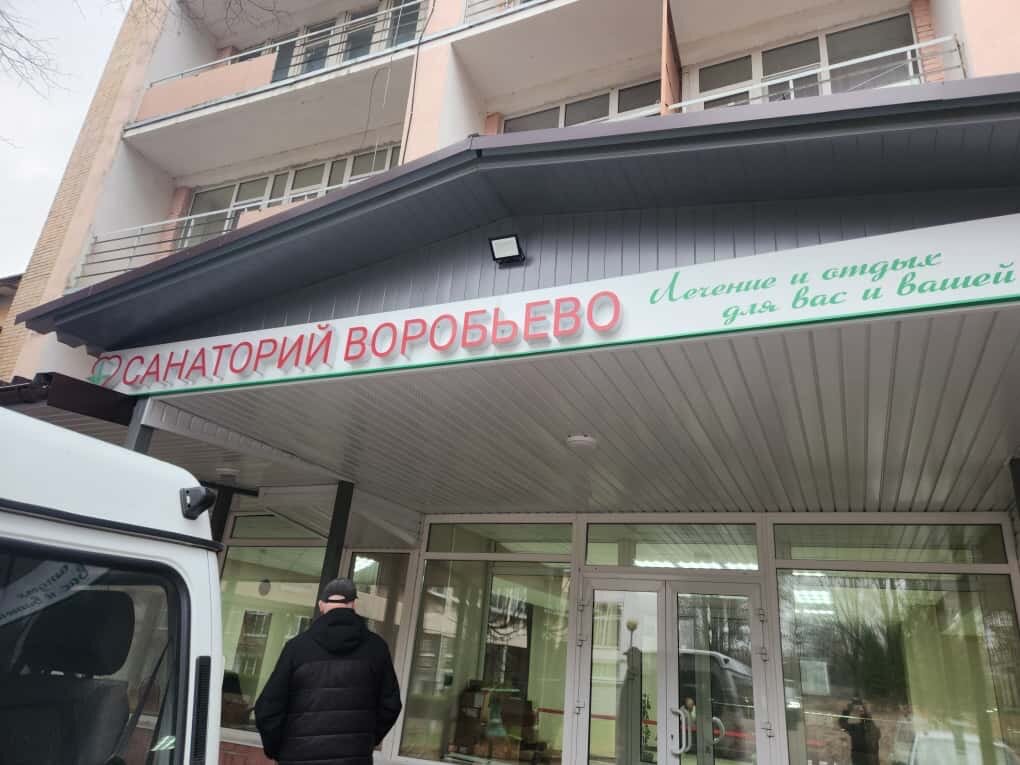 САНАТОРИЙ ВОРОБЬЕВО
Лечение и отдых
для вас и вашей